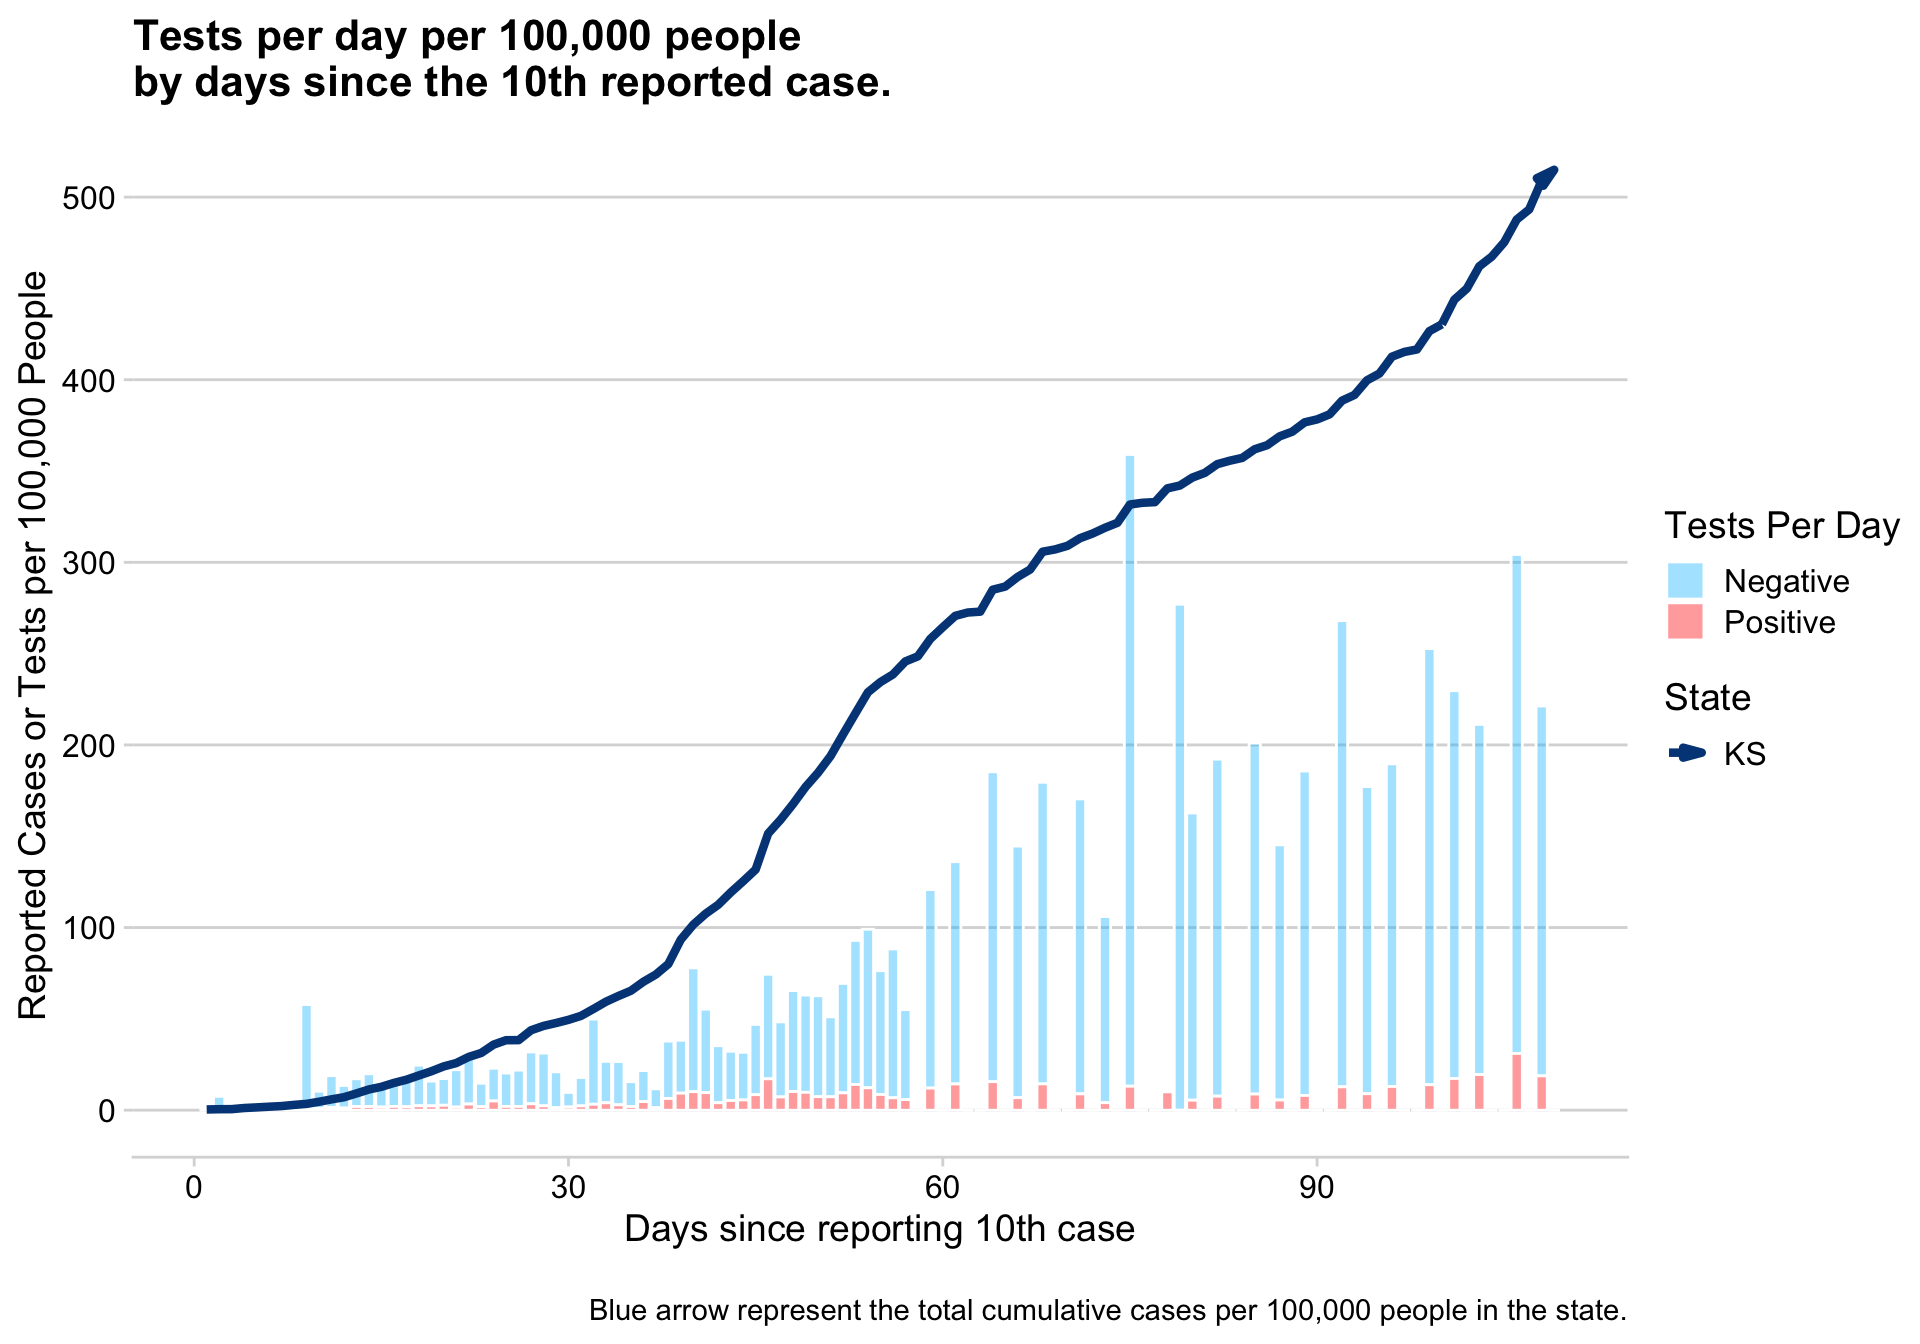 Tests per day per 100,000 people
by days since the 10th reported case.
Reported Cases or Tests per 100,000 People
500
400
300
200
100
0
0
30
60
90
Days since reporting 10th case
Tests Per Day
Negative
Positive
State
KS
Blue arrow represent the total cumulative cases per 100,000 people in the state.